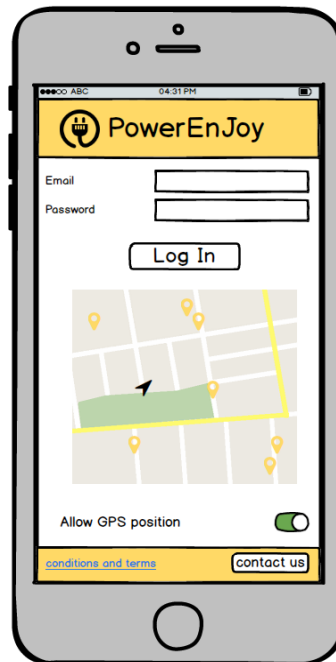 ABC 04:31 PM
PowerEnJoy
Email
Password
Log In
Allow GPS position
conditions and terms contact us